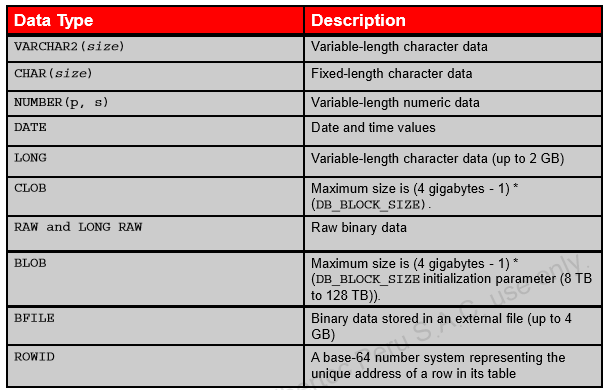 Data Type Description
VARCHAR2(size) Variable-length character data
CHAR(size) Fixed-length character data
NUMBER(p, s) Variable-length numeric data
DATE Date and time values
LONG Variable-length character data (up to 2 GB)
CLOB Maximum size is (4 gigabytes - 1) *
(DB_BLOCK_SIZE).
RAW and LONG RAW Raw binary data
BLOB Maximum size is (4 gigabytes - 1) *
(DB_BLOCK_SIZE initialization parameter (8 TB
to 128 TB)).
BFILE Binary data stored in an external file (up to 4
GB)
ROWID A base-64 number system representing the
unique address of a row in its table
Peru S.A.C. use only.